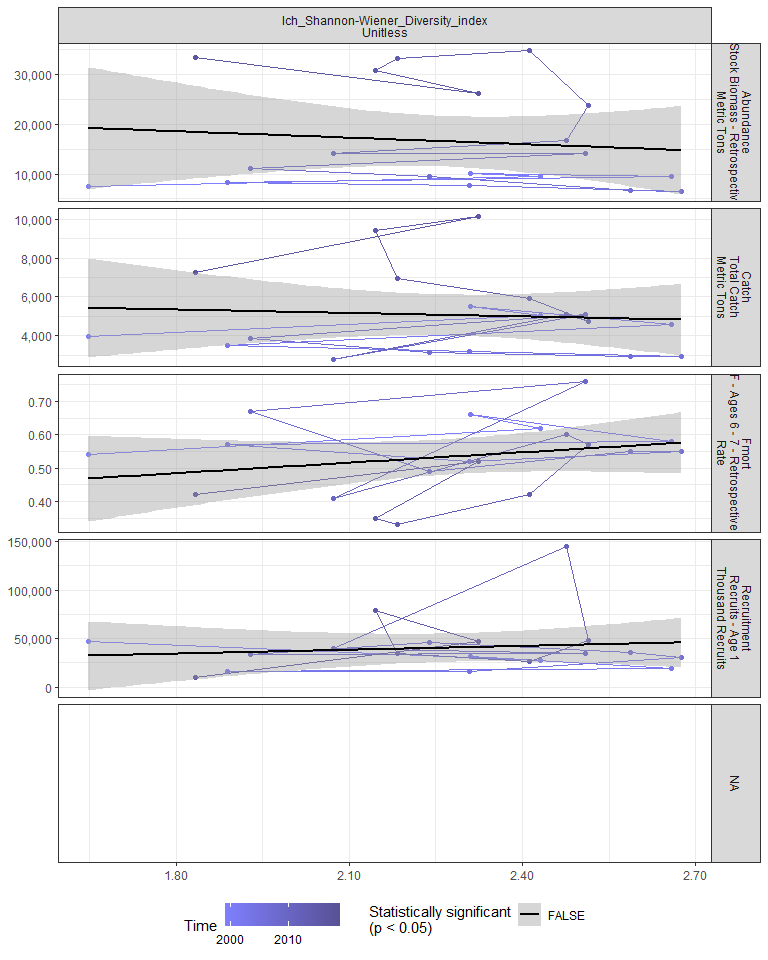 Ich_Shannon-Wiener_Diversity_index
Unitless
30,000
20,000
10,000
Abundance
Stock Biomass - Retrospectiv
Metric Tons
10,000
8,000
6,000
4,000
Catch
Total Catch
Metric Tons
0.70
0.60
0.50
0.40
Fmort
F - Ages 6 - 7 - Retrospective
Rate
150,000
100,000
50,000
0
Recruitment
Recruits - Age 1
Thousand Recruits
NA
1.80 2.10 2.40 2.70
Time
2000 2010
Statistically significant
(p < 0.05)
FALSE